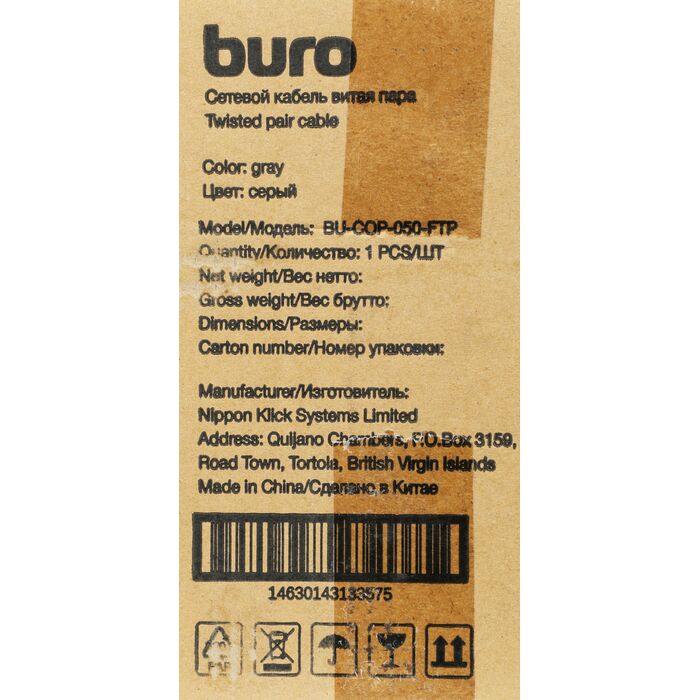 buro
Сетевой кабель витая пара
Twisted pair cable
Color: gray
Цвет: серый
Model/Модель: BU-COP-050-FTP
Quantity/Количество: 1 PCS/ШТ
Net weight/Вес нетто:
Gross weight/Вес брутто:
Dimensions/Размеры:
Carton number/Номер упаковки:
Manufacturer/Изготовитель:
Nippon Klick Systems Limited
Address: Quijano Chambers, P.O.Box 3159,
Road Town, Tortola, British Virgin Islands
Made in China/Сделано в Китае
14630143133575
PAP